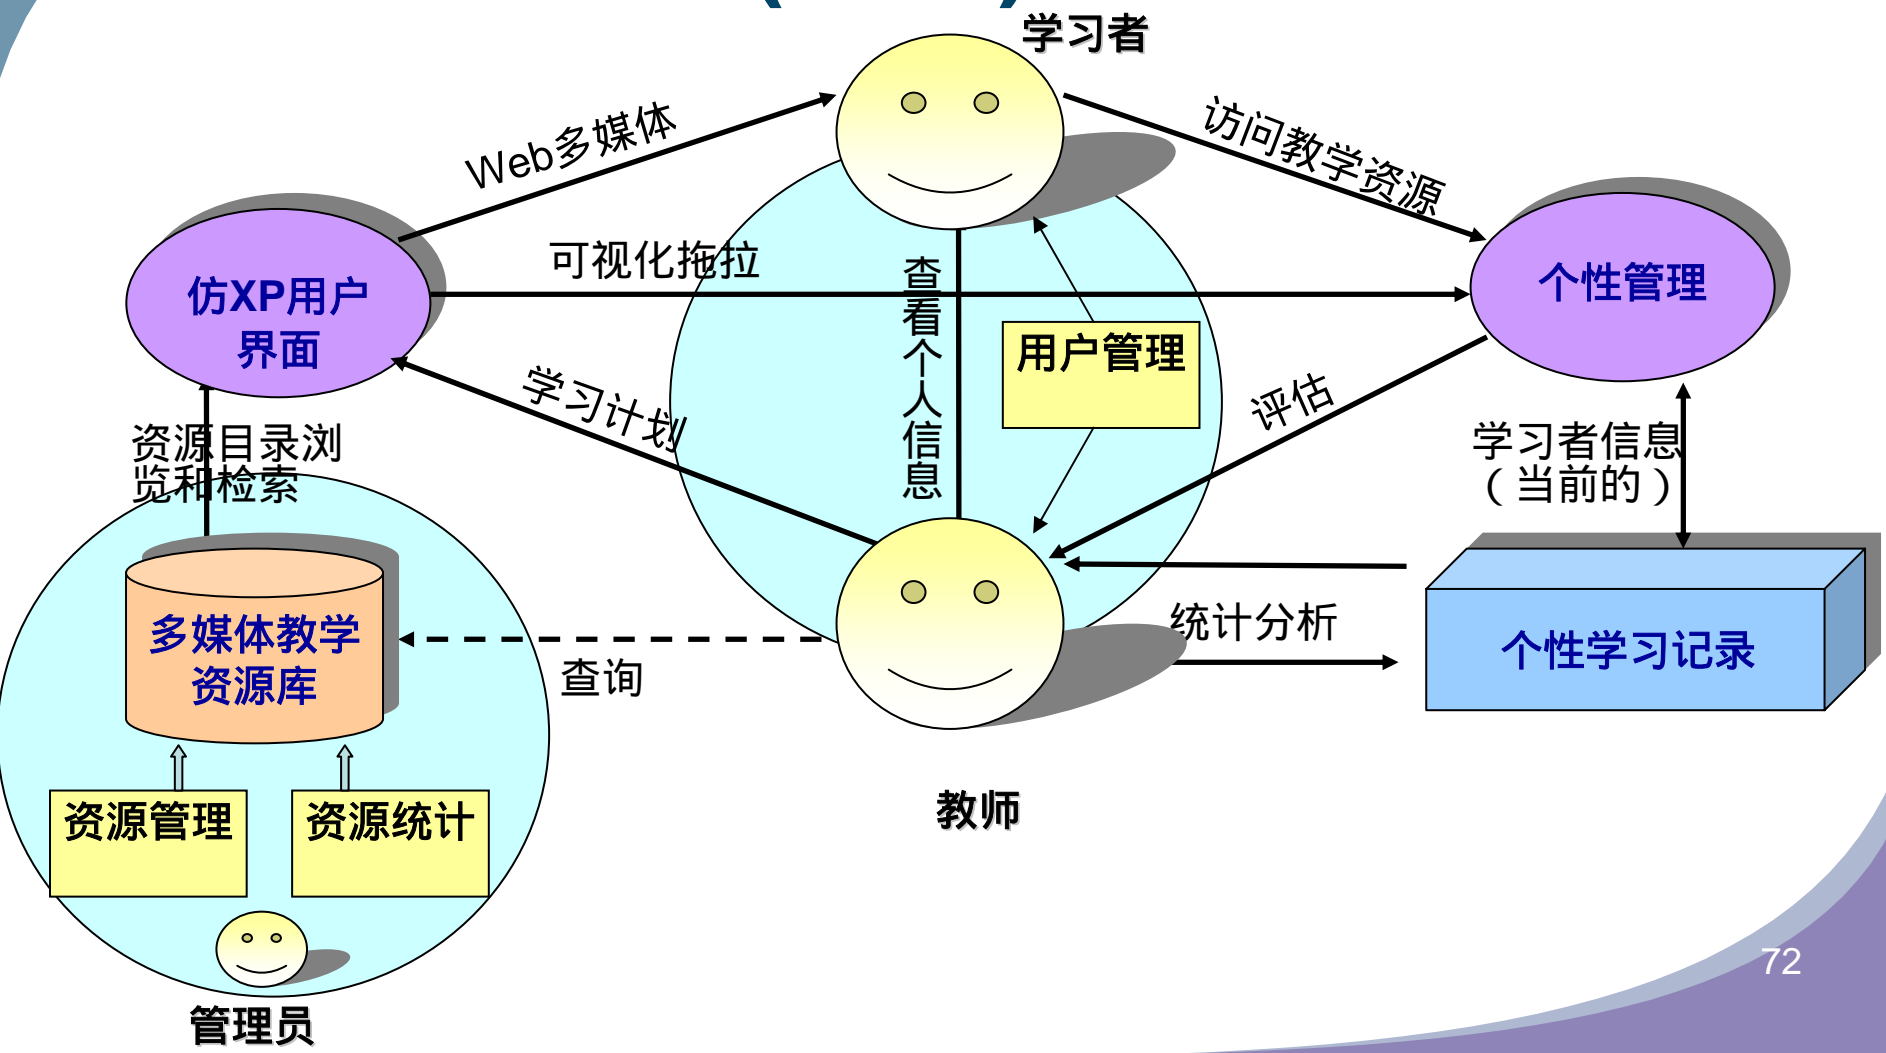 学习者
Web多媒体
访问教学资源
可视化拖拉
查看个人信息
仿XP用户
界面
个性管理
用户管理
学习计划
评估
资源目录浏
览和检索
学习者信息
（当前的）
多媒体教学
资源库
查询
统计分析
个性学习记录
资源管理
资源统计
教师
管理员
72